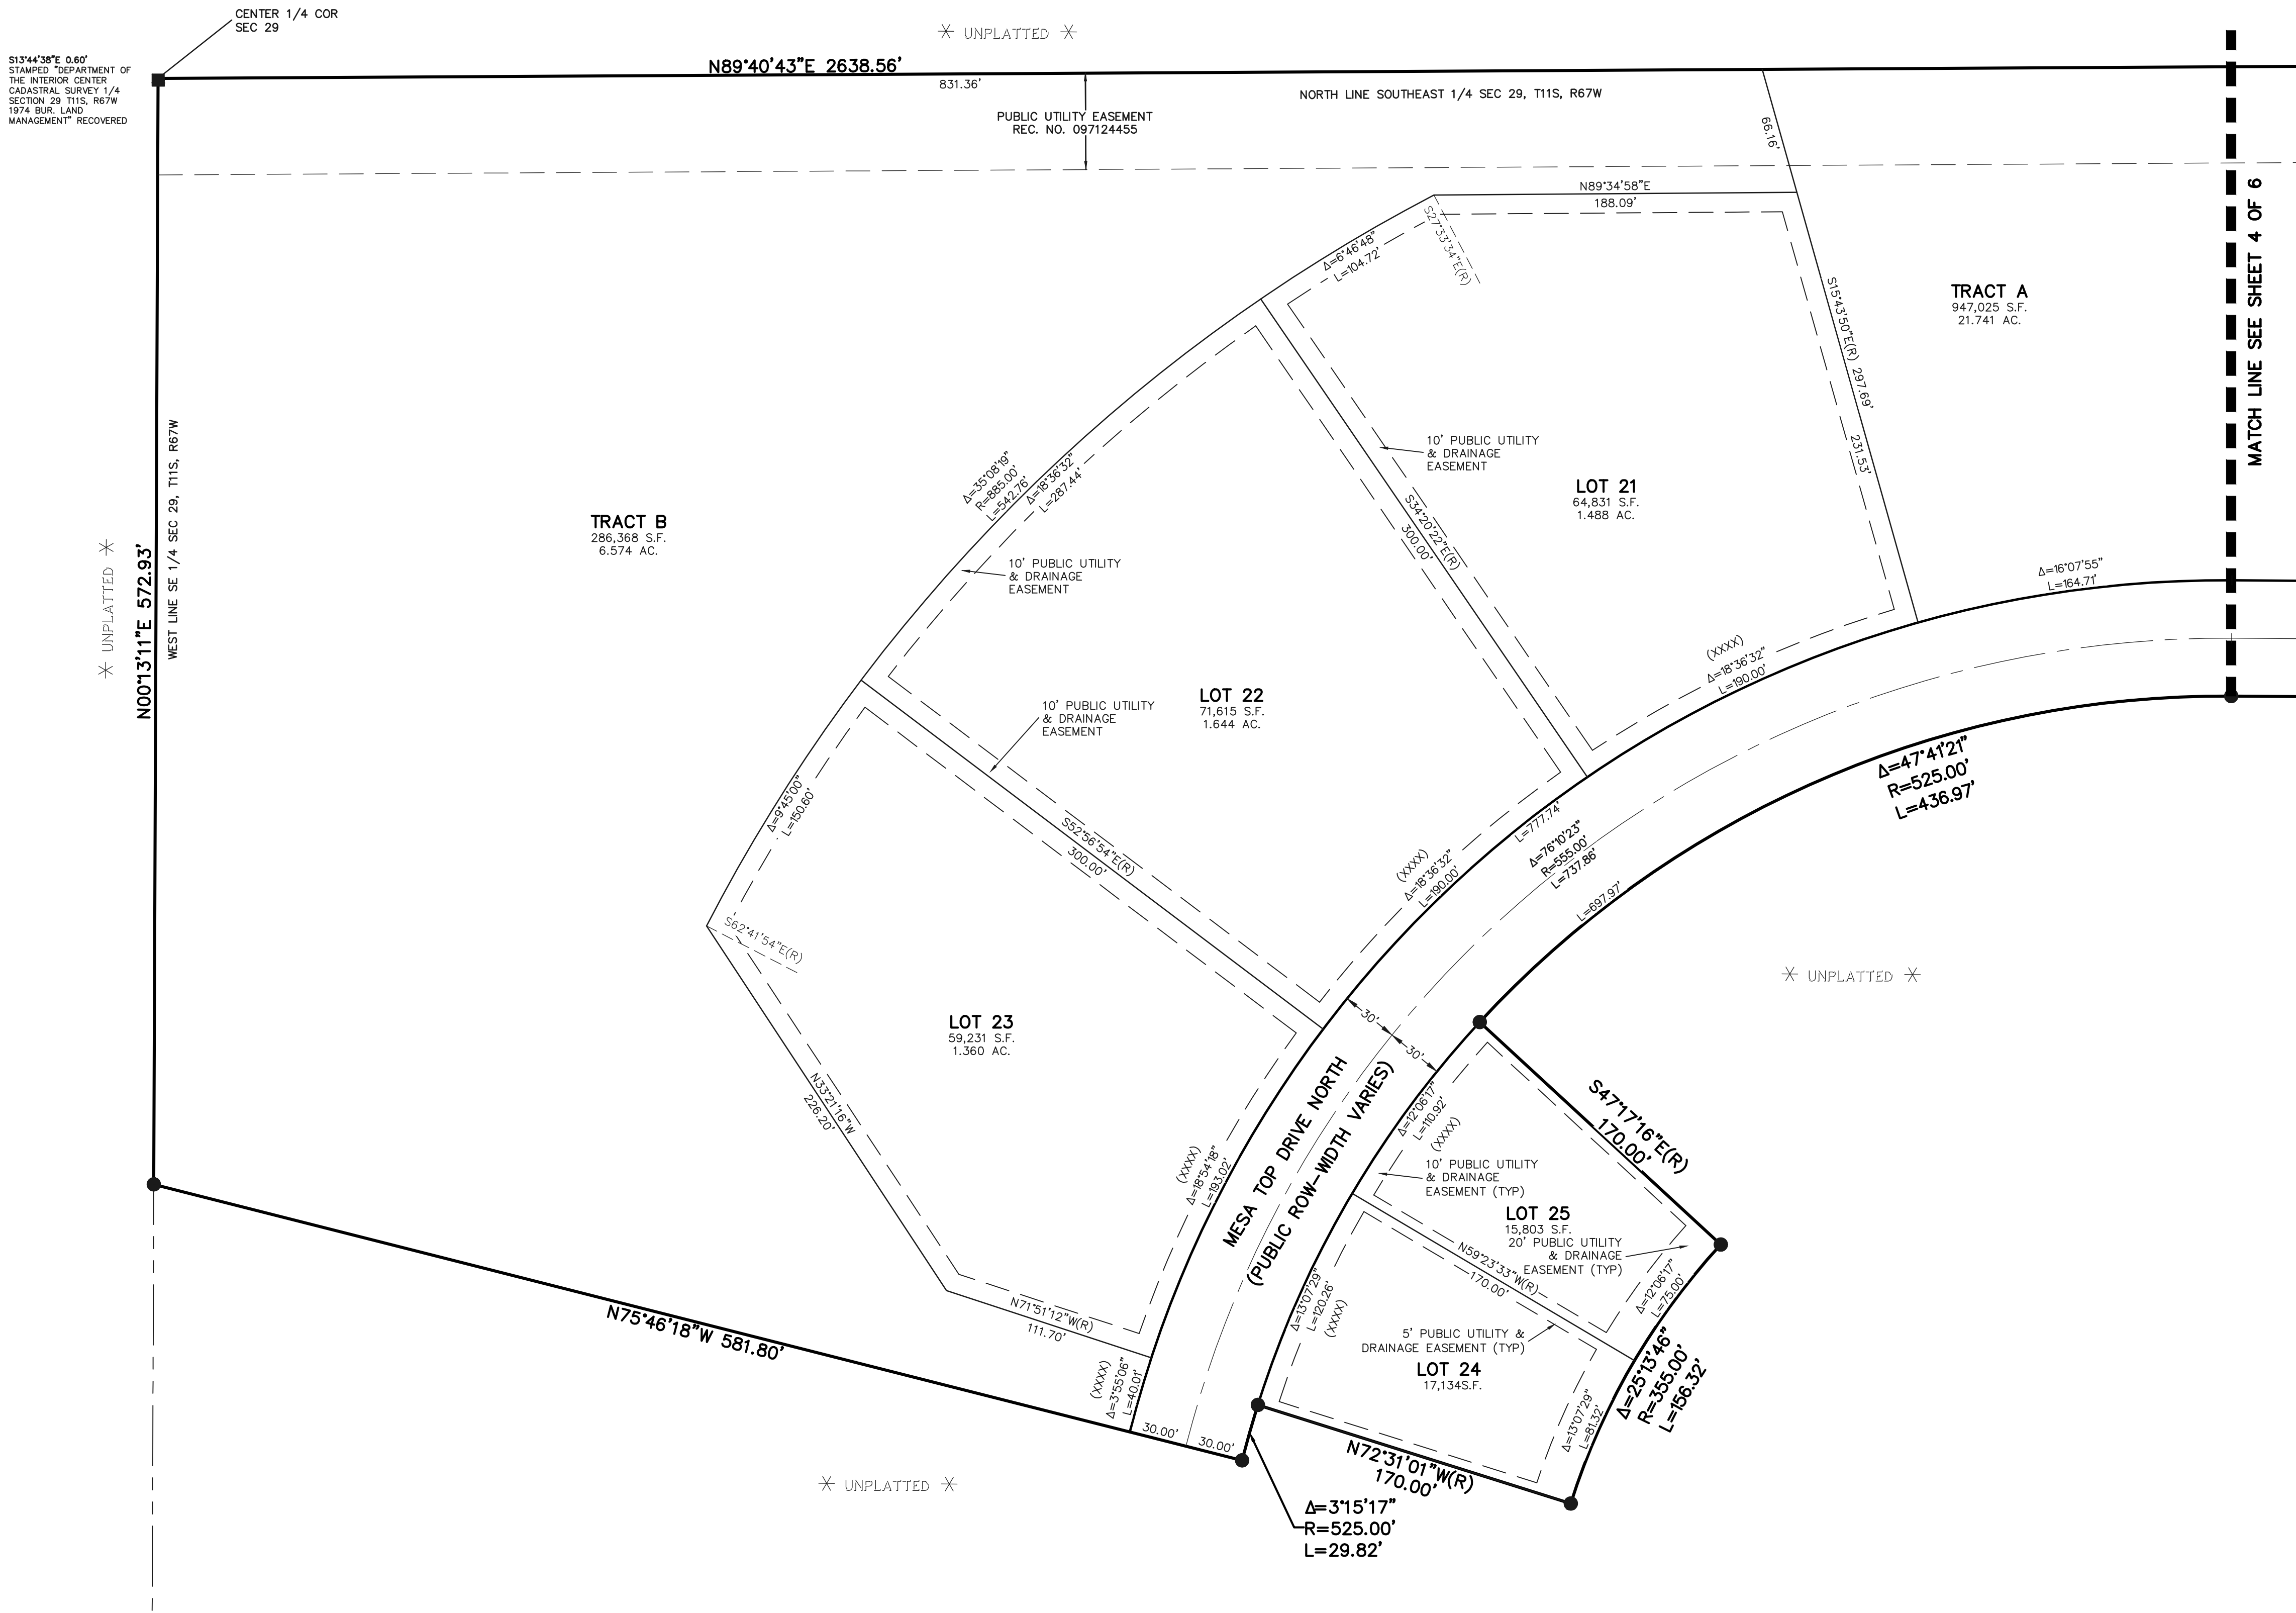 CENTER 1/4 COR
SEC 29
S13°44'38"E 0.60'
STAMPED "DEPARTMENT OF
THE INTERIOR CENTER
CADASTRAL SURVEY 1/4
SECTION 29 T11S, R67W
1974 BUR. LAND
MANAGEMENT" RECOVERED
UNPLATTED
N89°40'43"E 2638.56'
831.36'
PUBLIC UTILITY EASEMENT
REC. NO. 097124455
NORTH LINE SOUTHEAST 1/4 SEC 29, T11S, R67W
66.16'
MATCH LINE SEE SHEET 4 OF 6
N89°34'58"E
188.09'
S27°33'34"E(R)
Δ=6°46'48"
L=104.72'
S15°43'50"E(R) 297.69'
231.53'
TRACT A
947,025 S.F.
21.741 AC.
10' PUBLIC UTILITY
& DRAINAGE
EASEMENT
LOT 21
64,831 S.F.
1.488 AC.
S34°20'22"E(R)
300.00'
Δ=35°08'19"
R=885.00'
L=542.76'
Δ=18°36'32"
L=287.44'
TRACT B
286,368 S.F.
6.574 AC.
10' PUBLIC UTILITY
& DRAINAGE
EASEMENT
UNPLATTED
N00°13'11"E 572.93'
WEST LINE SE 1/4 SEC 29, T11S, R67W
Δ=16°07'55"
L=164.71'
(XXXX)
Δ=18°36'32"
L=190.00'
LOT 22
71,615 S.F.
1.644 AC.
10' PUBLIC UTILITY
& DRAINAGE
EASEMENT
Δ=47°41'21"
R=525.00'
L=436.97'
Δ=9°45'00"
L=150.60'
S52°56'54"E(R)
300.00'
L=777.74'
Δ=76°10'23"
R=555.00'
L=737.86'
L=697.97'
(XXXX)
Δ=18°36'32"
L=190.00'
S62°41'54"E(R)
UNPLATTED
LOT 23
59,231 S.F.
1.360 AC.
30'
30'
N33°21'16"W
226.20'
MESA TOP DRIVE NORTH
(PUBLIC ROW-WIDTH VARIES)
Δ=12°06'17"
L=110.92'
(XXXX)
S47°17'16"E(R)
170.00'
(XXXX)
Δ=18°54'18"
L=193.02'
10' PUBLIC UTILITY
& DRAINAGE
EASEMENT (TYP)
LOT 25
15,803 S.F.
20' PUBLIC UTILITY
& DRAINAGE
EASEMENT (TYP)
N59°23'33"W(R)
170.00'
Δ=12°06'17"
L=75.00'
Δ=13°07'29"
L=120.26'
(XXXX)
N71°51'12"W(R)
111.70'
N75°46'18"W 581.80'
5' PUBLIC UTILITY &
DRAINAGE EASEMENT (TYP)
LOT 24
17,134S.F.
Δ=25°13'46"
R=355.00'
L=156.32'
(XXXX)
Δ=3°55'06"
L=40.01'
Δ=13°07'29"
L=81.32'
30.00'
30.00'
N72°31'01"W(R)
170.00'
UNPLATTED
Δ=3°15'17"
R=525.00'
L=29.82'